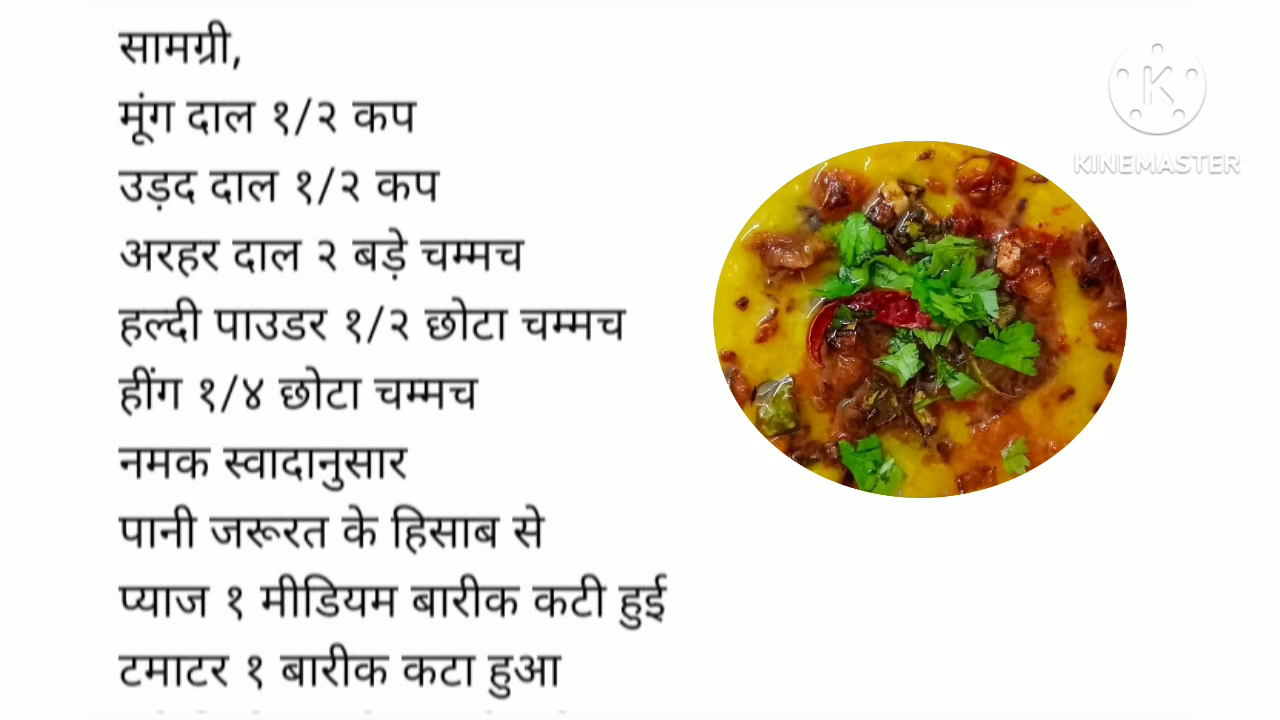 सामग्री,
मूंग दाल १/२ कप
उड़द दाल १/२ कप
अरहर दाल २ बड़े चम्मच
हल्दी पाउडर १/२ छोटा चम्मच
हींग १/४ छोटा चम्मच
नमक स्वादानुसार
पानी जरूरत के हिसाब से
प्याज १ मीडियम बारीक कटी हुई
टमाटर १ बारीक कटा हुआ
KINEMASTER